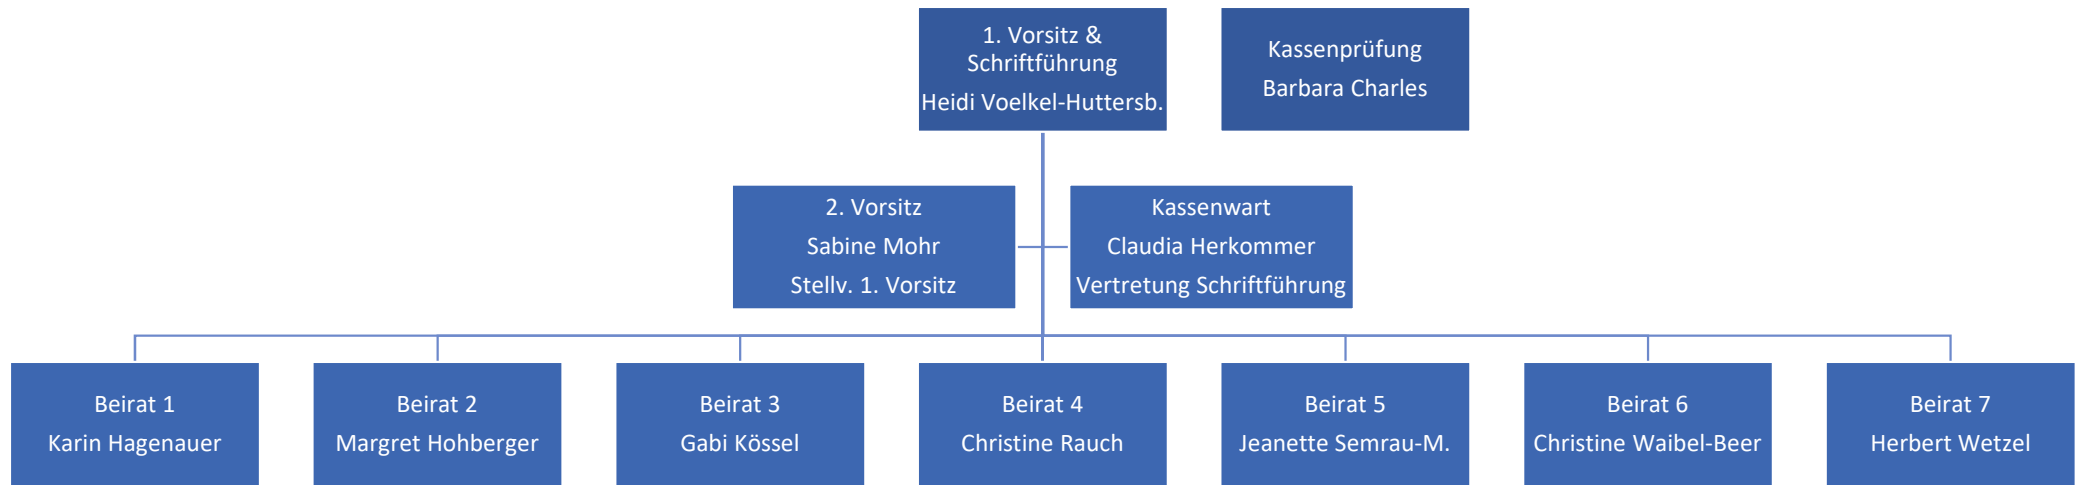 1. Vorsitz &
Schriftführung
Heidi Voelkel-Huttersb.
Kassenprüfung
Barbara Charles
2. Vorsitz
Sabine Mohr
Stellv. 1. Vorsitz
Kassenwart
Claudia Herkommer
Vertretung Schriftführung
Beirat 1
Karin Hagenauer
Beirat 2
Margret Hohberger
Beirat 3
Gabi Kössel
Beirat 4
Christine Rauch
Beirat 5
Jeanette Semrau-M.
Beirat 6
Christine Waibel-Beer
Beirat 7
Herbert Wetzel